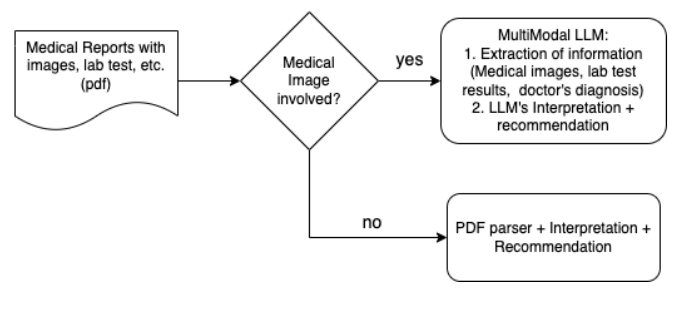 Medical Reports with
images, lab test, etc.
(pdf)
Medical
Image
involved?
yes
MultiModal LLM:
1. Extraction of information
(Medical images, lab test
results, doctor's diagnosis)
2. LLM's Interpretation +
recommendation
no
PDF parser + Interpretation +
Recommendation